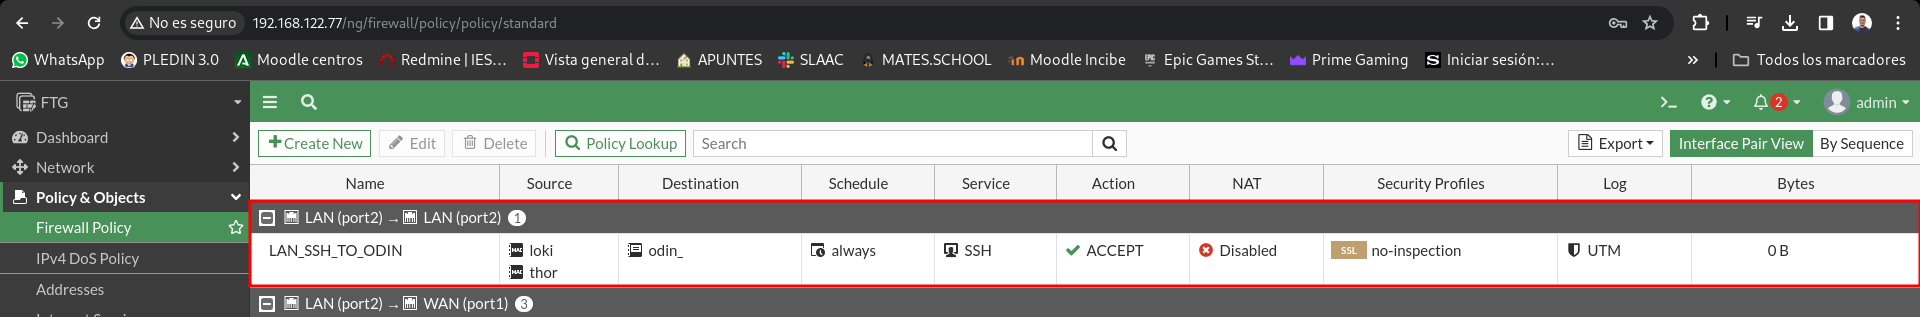 No es seguro 192.168.122.77/ng/firewall/policy/policy/standard
WhatsApp PLEDIN 3.0 Moodle centros Redmine | IES... Vista general d... APUNTES SLAAC MATES.SCHOOL Moodle Incibe Epic Games St... Prime Gaming Iniciar sesión:... » Todos los marcadores
FTG >_ 2 admin
Dashboard
Network
Policy & Objects
Firewall Policy
IPv4 DoS Policy
Addresses
Create New Edit Delete Policy Lookup Search Export Interface Pair View By Sequence
Name Source Destination Schedule Service Action NAT Security Profiles Log Bytes
LAN (port2) → LAN (port2) 1
LAN_SSH_TO_ODIN loki odin_ always SSH ACCEPT Disabled SSL no-inspection UTM 0 B
thor
LAN (port2) → WAN (port1) 3